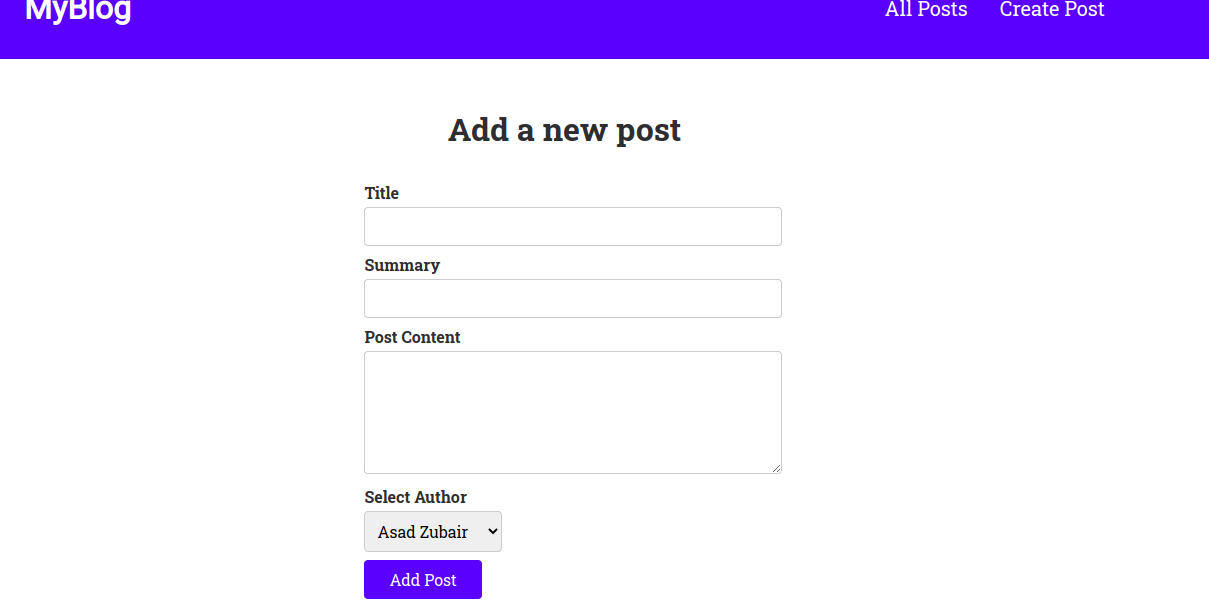 MyBlog
All Posts
Create Post
Add a new post
Title
Summary
Post Content
Select Author
Asad Zubair
Add Post